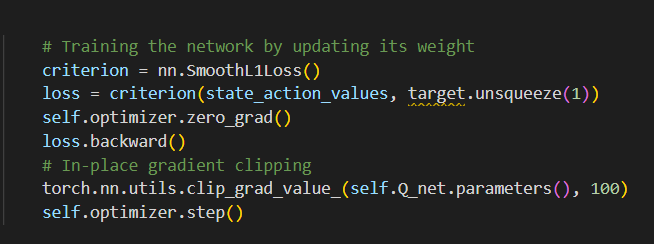 # Training the network by updating its weight
criterion = nn.SmoothL1Loss()
loss = criterion(state_action_values, target.unsqueeze(1))
self.optimizer.zero_grad()
loss.backward()
# In-place gradient clipping
torch.nn.utils.clip_grad_value_(self.Q_net.parameters(), 100)
self.optimizer.step()